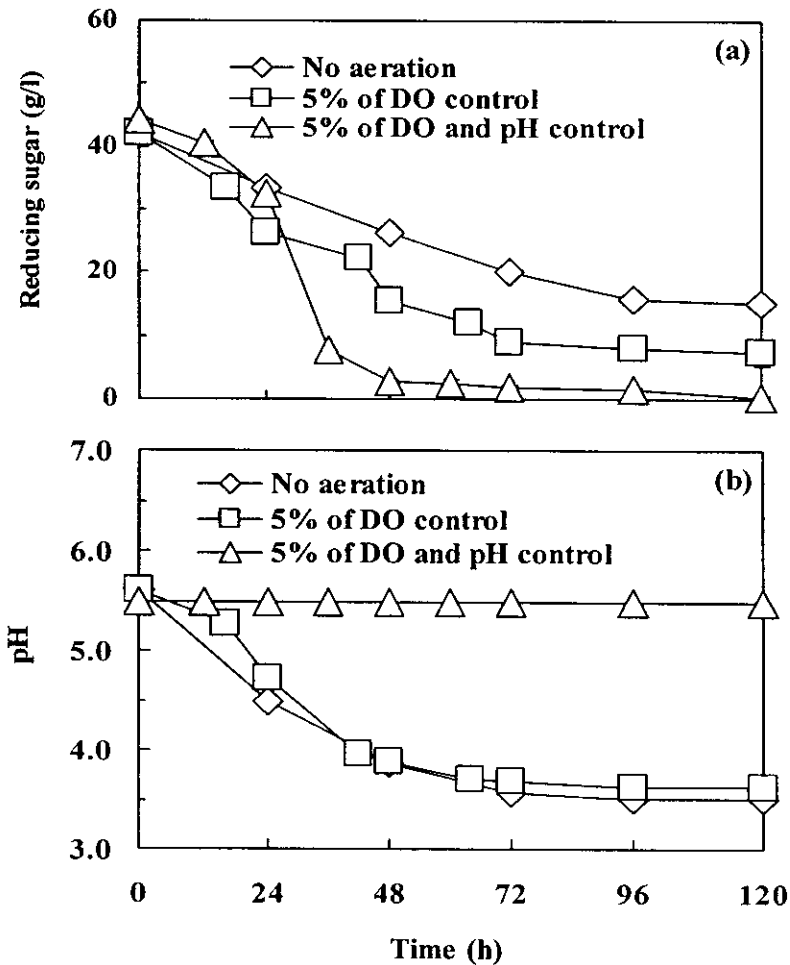 60
(a)
No aeration
5% of DO control
5% of DO and pH control
40
20
0
Reducing sugar (g/l)
7.0
(b)
No aeration
5% of DO control
5% of DO and pH control
6.0
5.0
4.0
3.0
pH
0 24 48 72 96 120
Time (h)